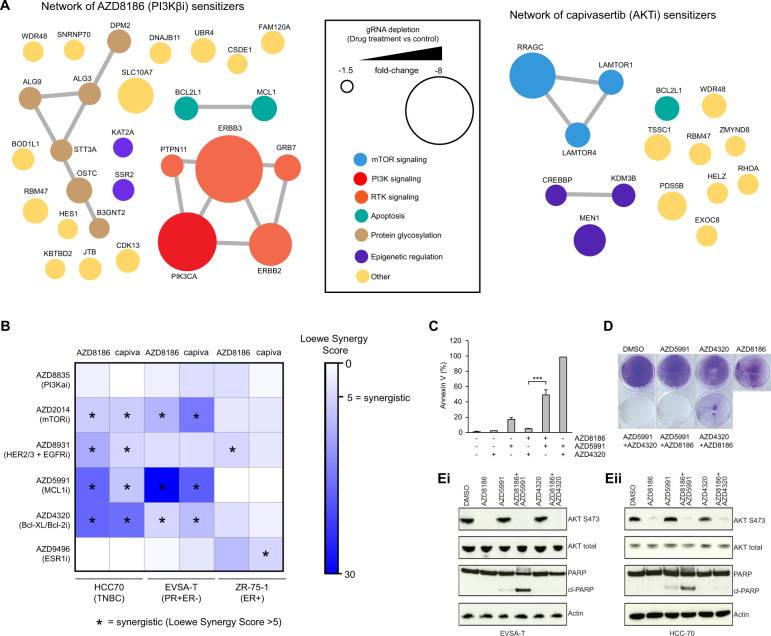 A
Network of AZD8186 (PI3Kβi) sensitizers
Network of capivasertib (AKTi) sensitizers
DPM2
WDR48
SNRNP70
DNAJB11
UBR4
CSDE1
FAM120A
ALG9
ALG3
SLC10A7
BCL2L1
MCL1
BOD1L1
STT3A
KAT2A
ERBB3
PTPN11
GRB7
OSTC
SSR2
RBM47
HES1
B3GNT2
KBTBD2
JTB
CDK13
PIK3CA
ERBB2
gRNA depletion
(Drug treatment vs control)
-1.5
fold-change
-8
mTOR signaling
PI3K signaling
RTK signaling
Apoptosis
Protein glycosylation
Epigenetic regulation
Other
RRAGC
LAMTOR1
LAMTOR4
BCL2L1
WDR48
TSSC1
RBM47
ZMYND8
CREBBP
KDM3B
PDS5B
HELZ
RHOA
MEN1
EXOC8
B
AZD8186 capiva AZD8186 capiva AZD8186 capiva
AZD8835
(PI3Kai)
AZD2014
(mTORi)
* * * *
AZD8931
(HER2/3 + EGFRi)
* * *
AZD5991
(MCL1i)
* * * *
AZD4320
(Bcl-XL/Bcl-2i)
* * * *
AZD9496
(ESR1i)
*
HCC70
(TNBC)
EVSA-T
(PR+ER-)
ZR-75-1
(ER+)
* = synergistic (Loewe Synergy Score >5)
Loewe Synergy
Score
0
5 = synergistic
30
C
Annexin V (%)
120
100
80
60
40
20
0
***
- - - + + - AZD8186
- - + - + + AZD5991
- + - - - + AZD4320
D
DMSO AZD5991 AZD4320 AZD8186
AZD5991
+AZD4320
AZD5991
+AZD8186
AZD4320
+AZD8186
Ei
DMSO
AZD8186
AZD5991
AZD8186+
AZD5991
AZD4320
AZD8186+
AZD4320
AKT S473
AKT total
PARP
cl-PARP
Actin
EVSA-T
Eii
DMSO
AZD8186
AZD5991
AZD8186+
AZD5991
AZD4320
AZD8186+
AZD4320
AKT S473
AKT total
PARP
cl-PARP
Actin
HCC-70